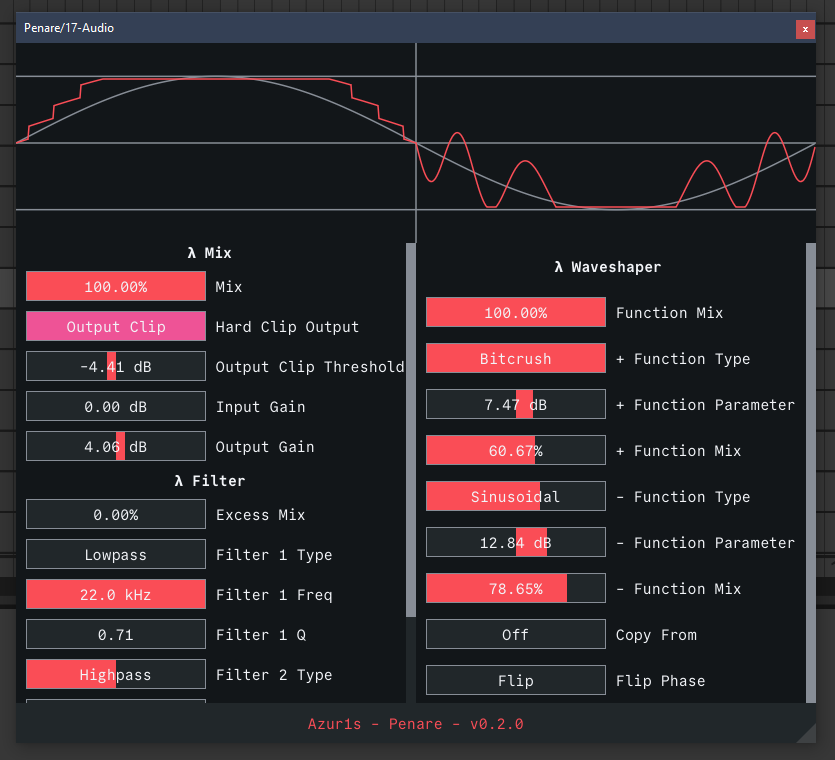 Penare/17-Audio
x
λ Mix
100.00% Mix
Output Clip Hard Clip Output
-4.41 dB Output Clip Threshold
0.00 dB Input Gain
4.06 dB Output Gain
λ Filter
0.00% Excess Mix
Lowpass Filter 1 Type
22.0 kHz Filter 1 Freq
0.71 Filter 1 Q
Highpass Filter 2 Type
λ Waveshaper
100.00% Function Mix
Bitcrush + Function Type
7.47 dB + Function Parameter
60.67% + Function Mix
Sinusoidal - Function Type
12.84 dB - Function Parameter
78.65% - Function Mix
Off Copy From
Flip Flip Phase
Azur1s - Penare - v0.2.0